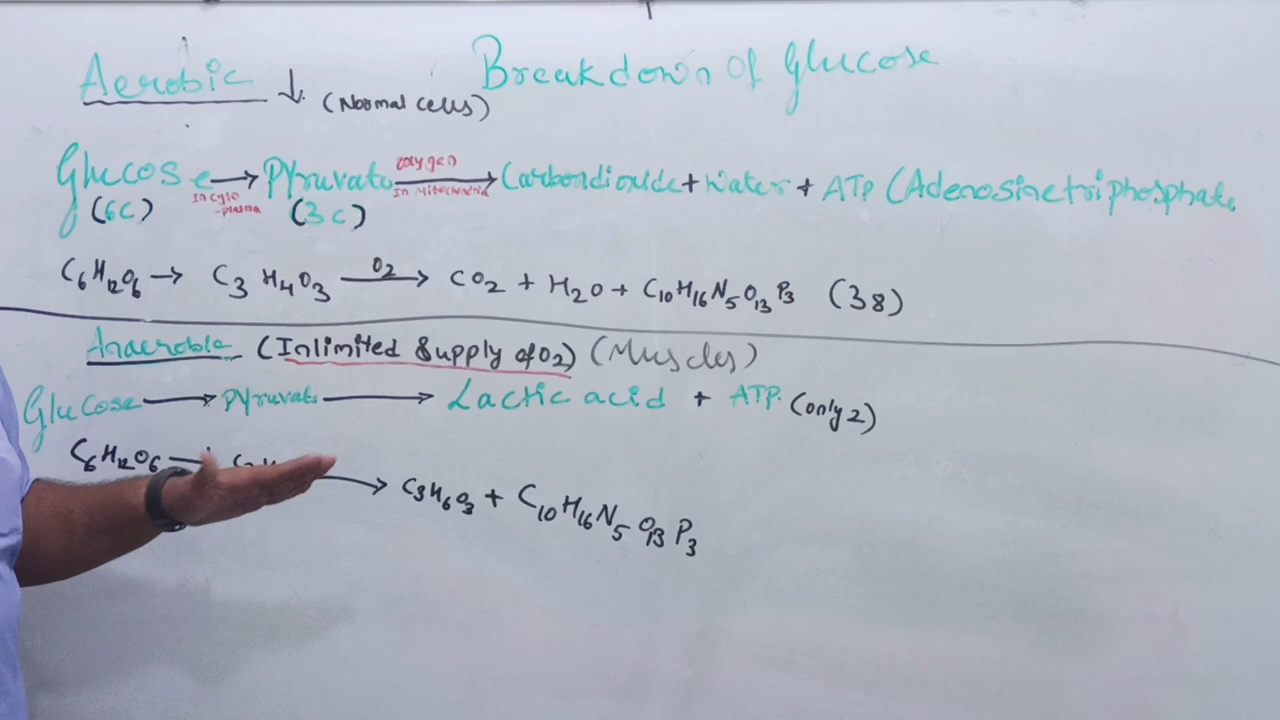 Breakdown of Glucose
Aerobic ↓ (Normal cells)
Glucose → Pyruvate oxygen → Carbondioxide + Water + ATP (Adenosinetriphosphate
In Cyto-plasma In Mitochondria
(6C) (3C)
C₆H₁₂O₆ → C₃H₄O₃ O₂ → CO₂ + H₂O + C₁₀H₁₆N₅O₁₃P₃ (38)
Anaerobic (Inlimited Supply of O₂) (Muscles)
Glucose → Pyruvate → Lactic acid + ATP. (only 2)
C₆H₁₂O₆ → → C₃H₆O₃ + C₁₀H₁₆N₅O₁₃P₃